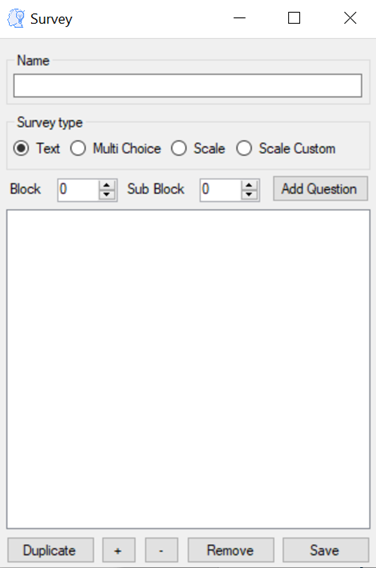 Survey
Name
Survey type
Text Multi Choice Scale Scale Custom
Block 0 Sub Block 0 Add Question
Duplicate + - Remove Save